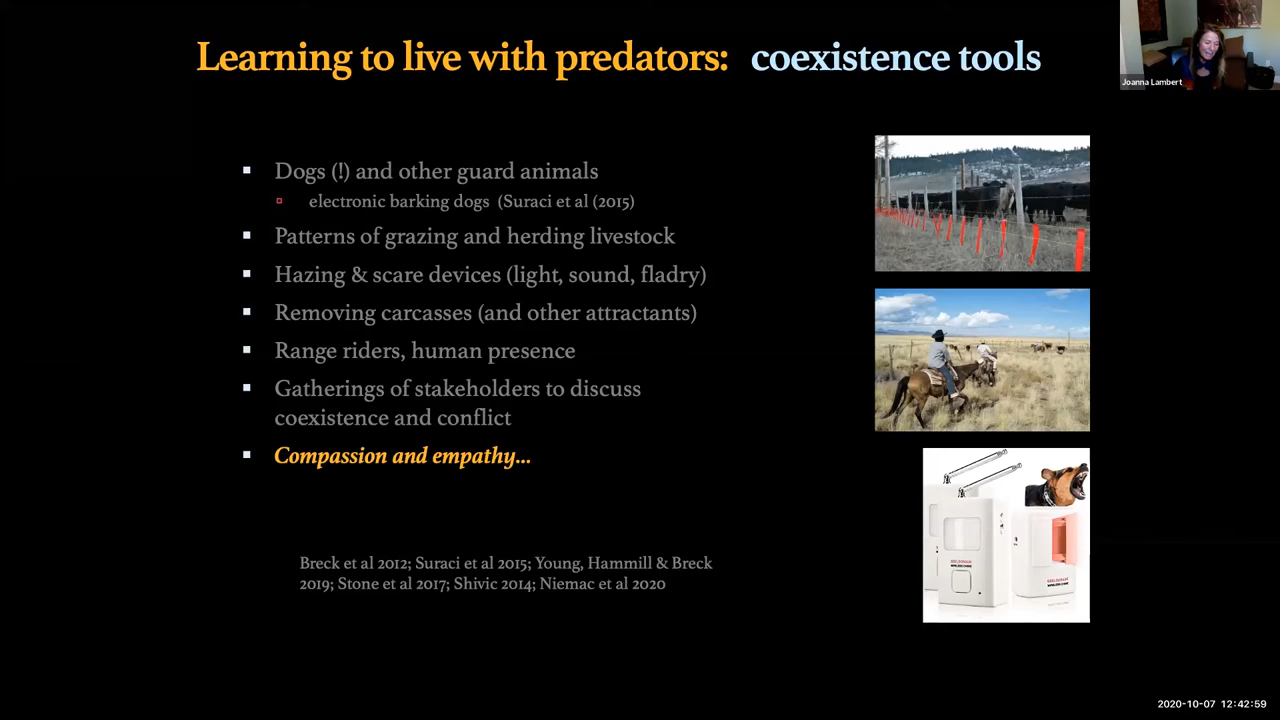 Learning to live with predators: coexistence tools
Joanna Lambert
Dogs (!) and other guard animals
electronic barking dogs (Suraci et al (2015)
Patterns of grazing and herding livestock
Hazing & scare devices (light, sound, fladry)
Removing carcasses (and other attractants)
Range riders, human presence
Gatherings of stakeholders to discuss
coexistence and conflict
Compassion and empathy...
Breck et al 2012; Suraci et al 2015; Young, Hammill & Breck
2019; Stone et al 2017; Shivic 2014; Niemac et al 2020
2020-10-07 12:42:59